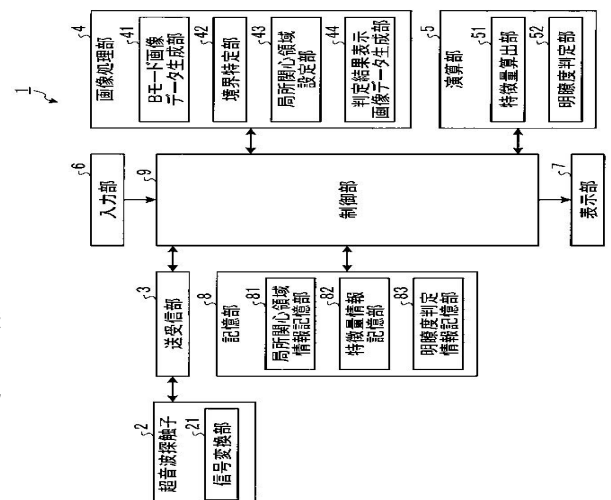 1
超音波探触子
2
信号変換部
21
送受信部
3
記憶部
8
局所関心領域
情報記憶部
81
特徴量情報
記憶部
82
明瞭度判定
情報記憶部
83
入力部
6
制御部
9
表示部
7
画像処理部
4
Bモード画像
データ生成部
41
境界特定部
42
局所関心領域
設定部
43
判定結果表示
画像データ生成部
44
演算部
5
特徴量算出部
51
明瞭度判定部
52